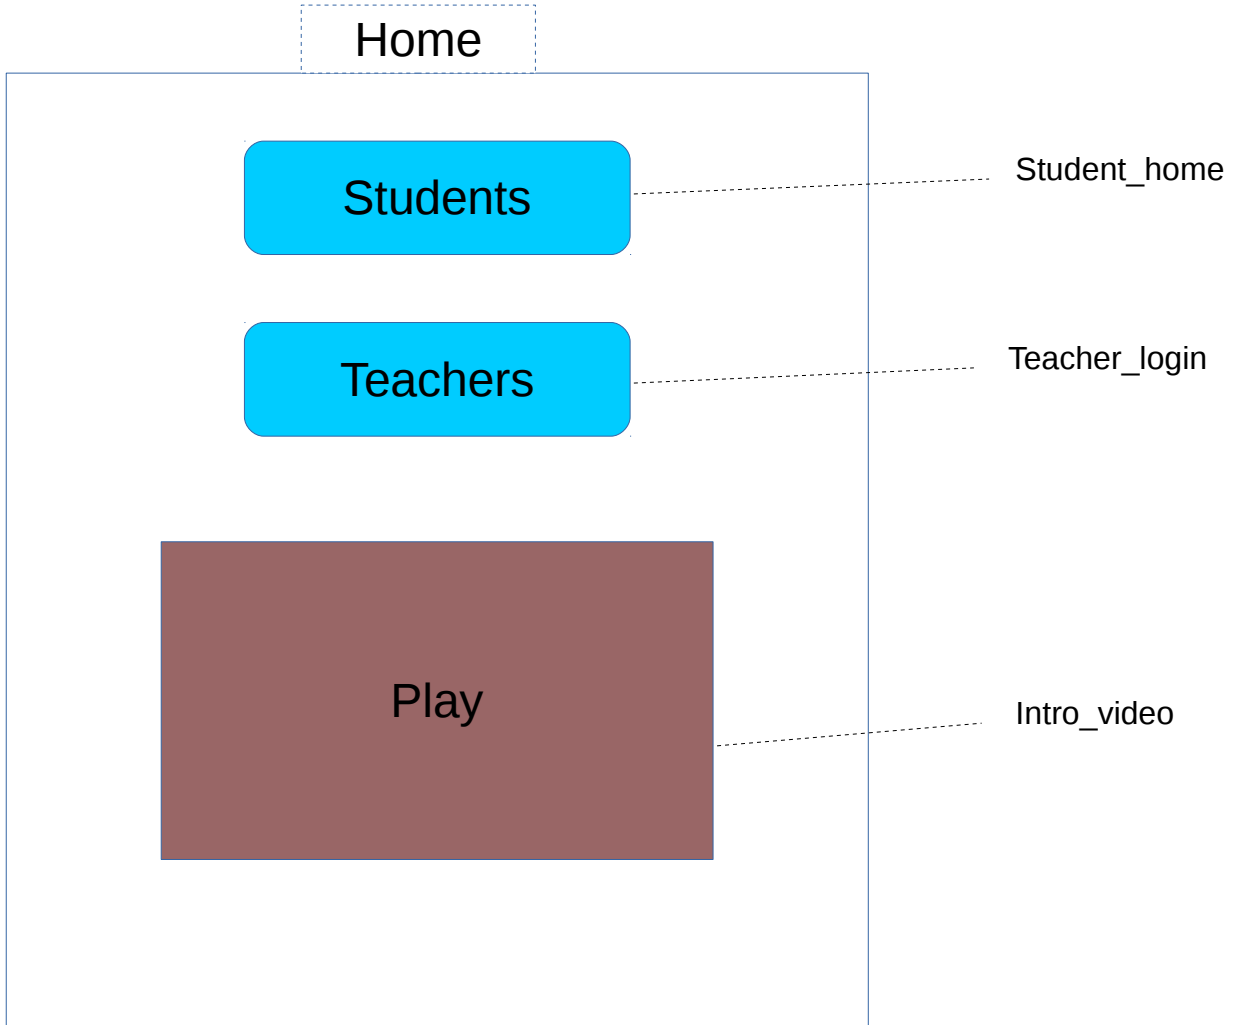 Home
Students
Student_home
Teachers
Teacher_login
Play
Intro_video